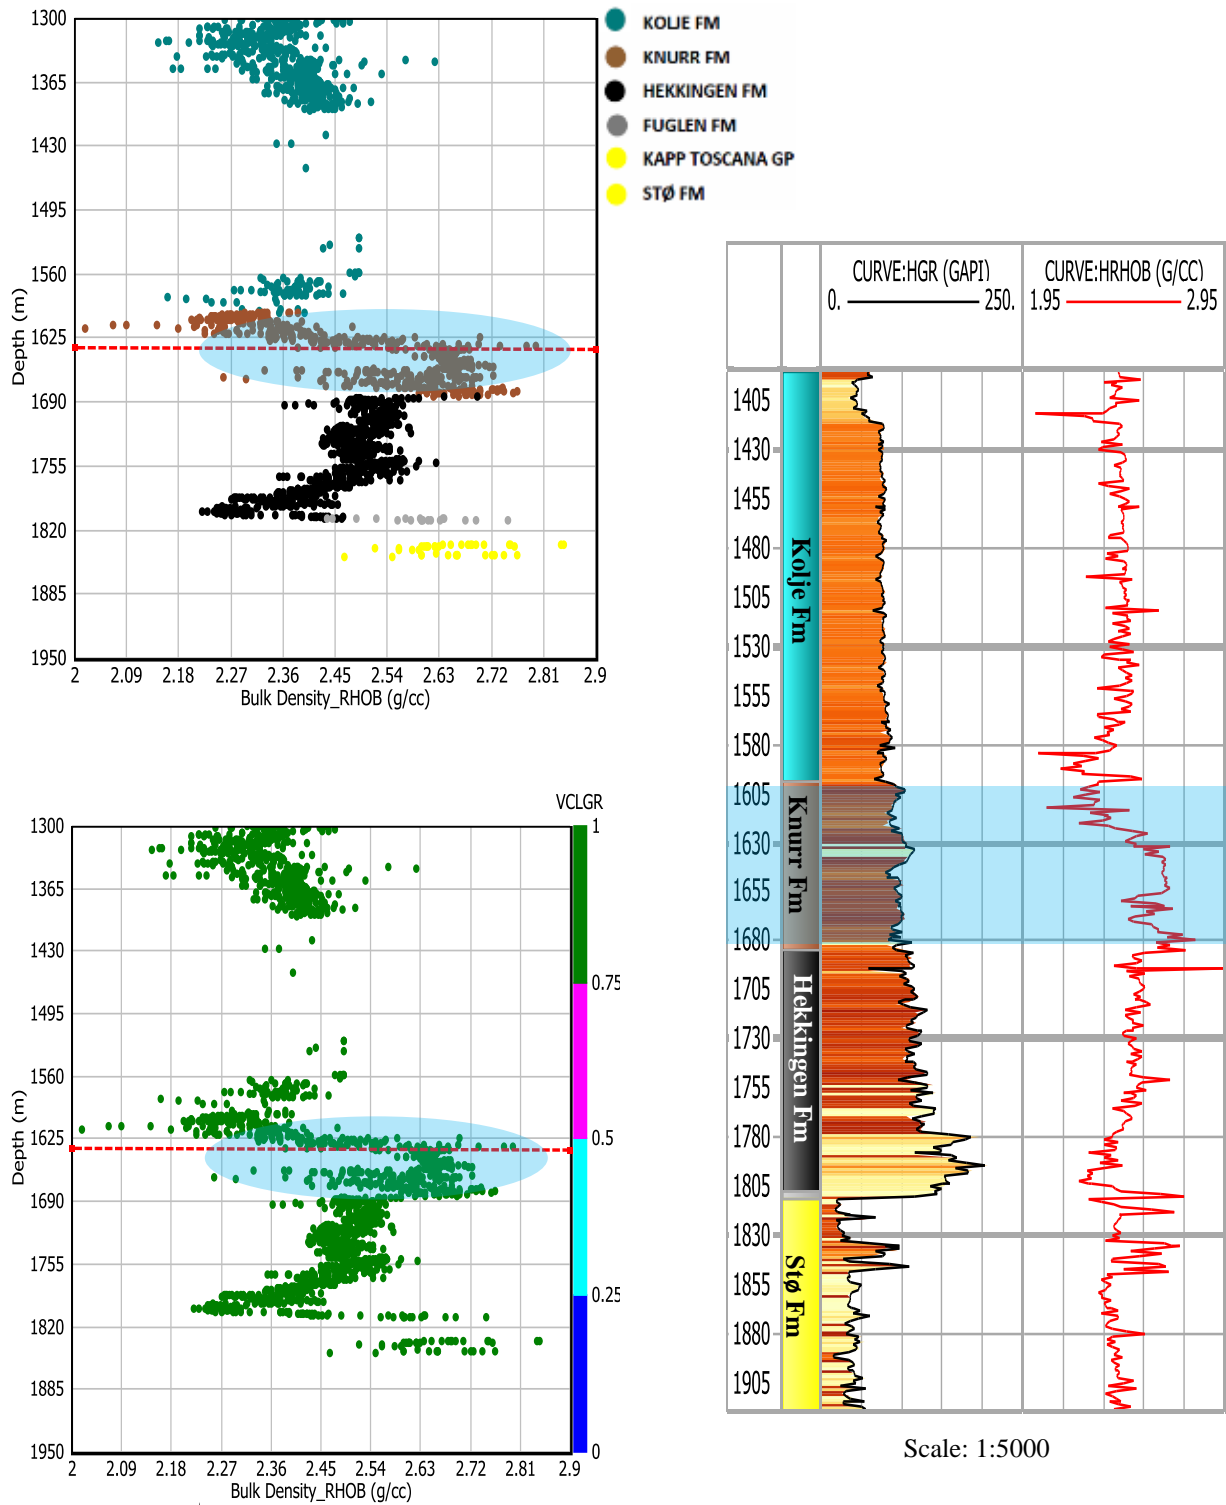 1300
1365
1430
1495
1560
1625
1690
1755
1820
1885
1950
Depth (m)
2 2.09 2.18 2.27 2.36 2.45 2.54 2.63 2.72 2.81 2.9
Bulk Density_RHOB (g/cc)
KOLJE FM
KNURR FM
HEKKINGEN FM
FUGLEN FM
KAPP TOSCANA GP
STØ FM
VCLGR
1300
1365
1430
1495
1560
1625
1690
1755
1820
1885
1950
Depth (m)
2 2.09 2.18 2.27 2.36 2.45 2.54 2.63 2.72 2.81 2.9
Bulk Density_RHOB (g/cc)
1
0.75
0.5
0.25
0
CURVE:HGR (GAPI) CURVE:HRHOB (G/CC)
0. 250. 1.95 2.95
1405
1430
1455
1480
1505
1530
1555
1580
1605
1630
1655
1680
1705
1730
1755
1780
1805
1830
1855
1880
1905
Kolje Fm
Knurr Fm
Hekkingen Fm
Stø Fm
Scale: 1:5000